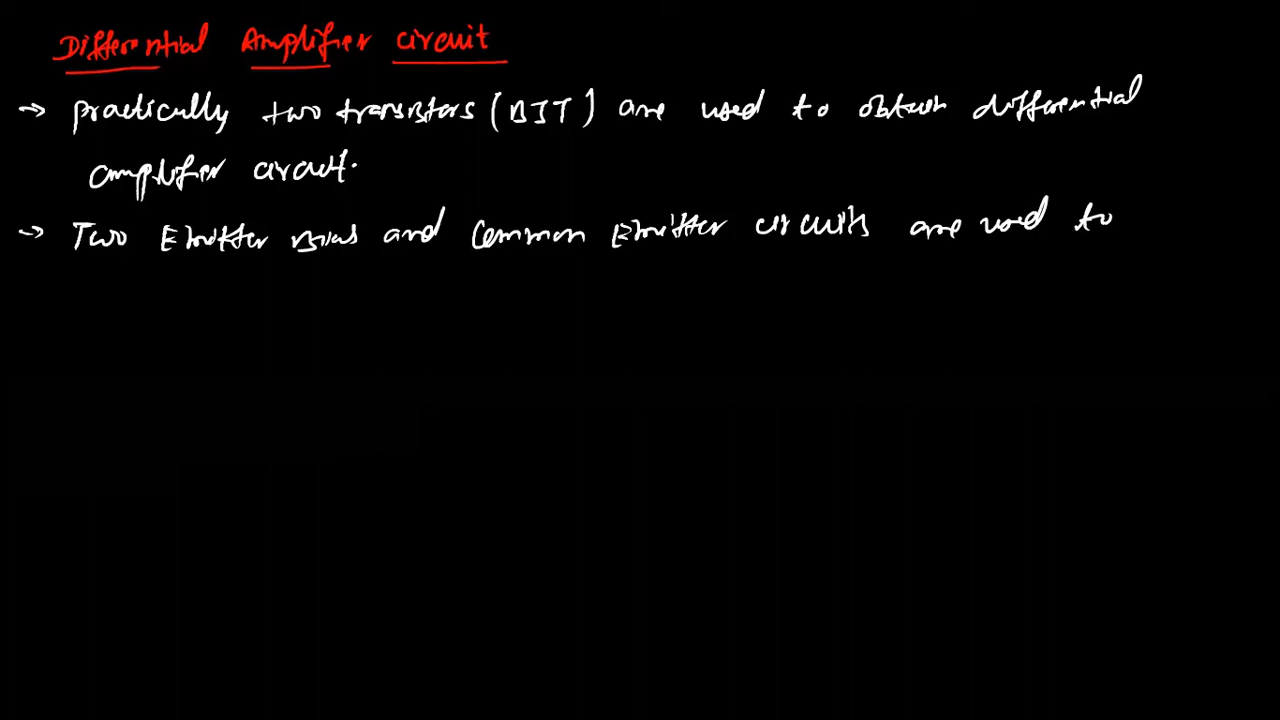 Differential Amplifier circuit
→ practically two transistors (BJT) are used to obtain differential
amplifier circuit.
→ Two Emitter Bias and Common Emitter circuits are used to